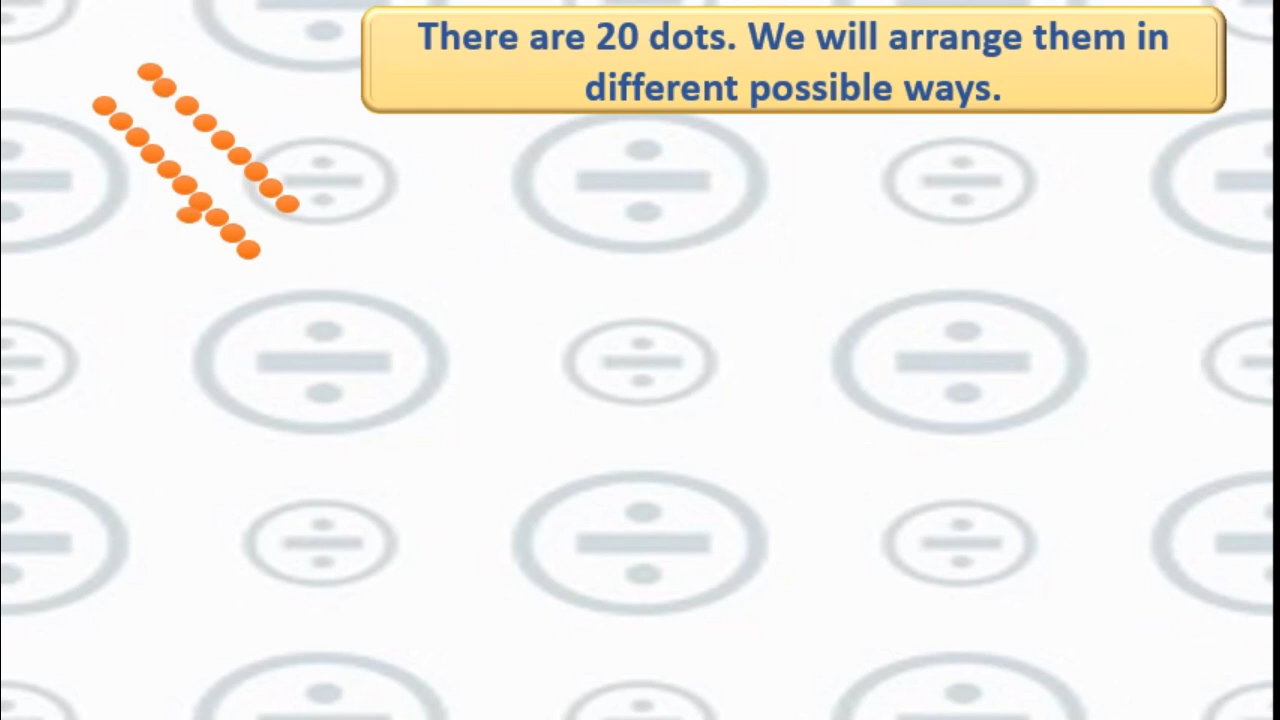 There are 20 dots. We will arrange them in
different possible ways.